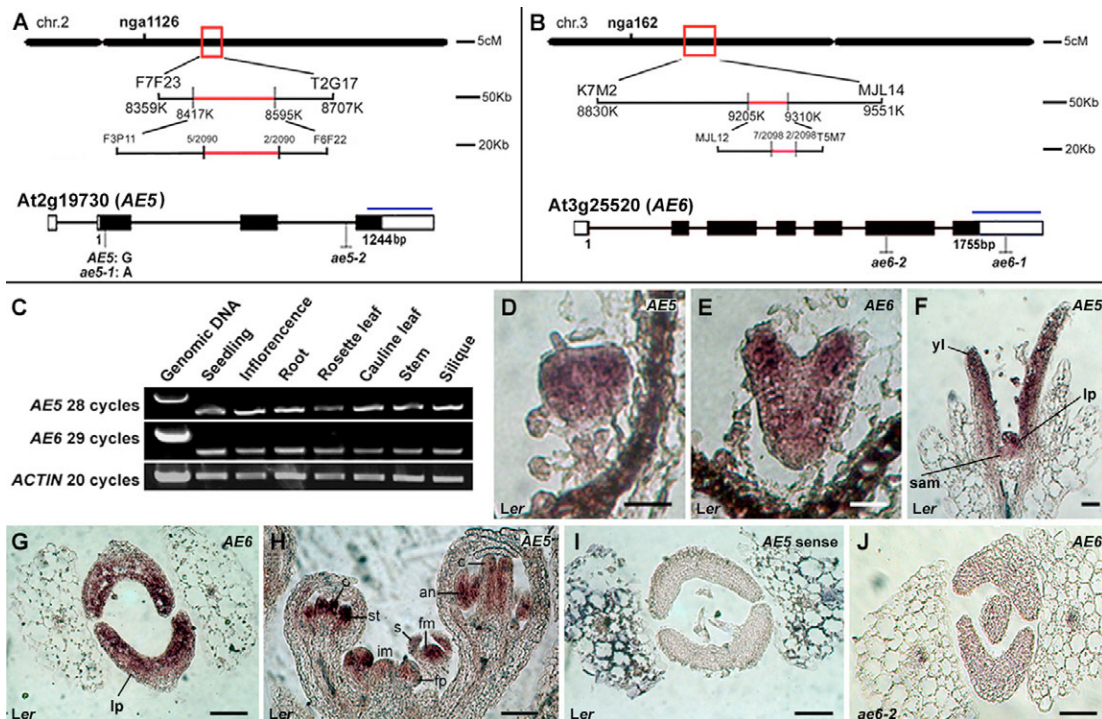 A
chr.2
nga1126
5cM
F7F23
T2G17
8359K
8417K
8595K
8707K
50Kb
F3P11
5/2090
2/2090
F6F22
20Kb
At2g19730 (AE5)
1
1244bp
AE5: G
ae5-1: A
ae5-2
B
chr.3
nga162
5cM
K7M2
MJL14
8830K
9205K
9310K
9551K
50Kb
MJL12
7/2098
2/2098
T5M7
20Kb
At3g25520 (AE6)
1
1755bp
ae6-2
ae6-1
C
Genomic DNA
Seedling
Inflorencence
Root
Rosette leaf
Cauline leaf
Stem
Silique
AE5 28 cycles
AE6 29 cycles
ACTIN 20 cycles
D
AE5
Ler
E
AE6
Ler
F
AE5
yl
lp
sam
Ler
G
AE6
lp
Ler
H
AE5
c
c
an
st
s
fm
im
fp
Ler
I
AE5 sense
Ler
J
AE6
ae6-2